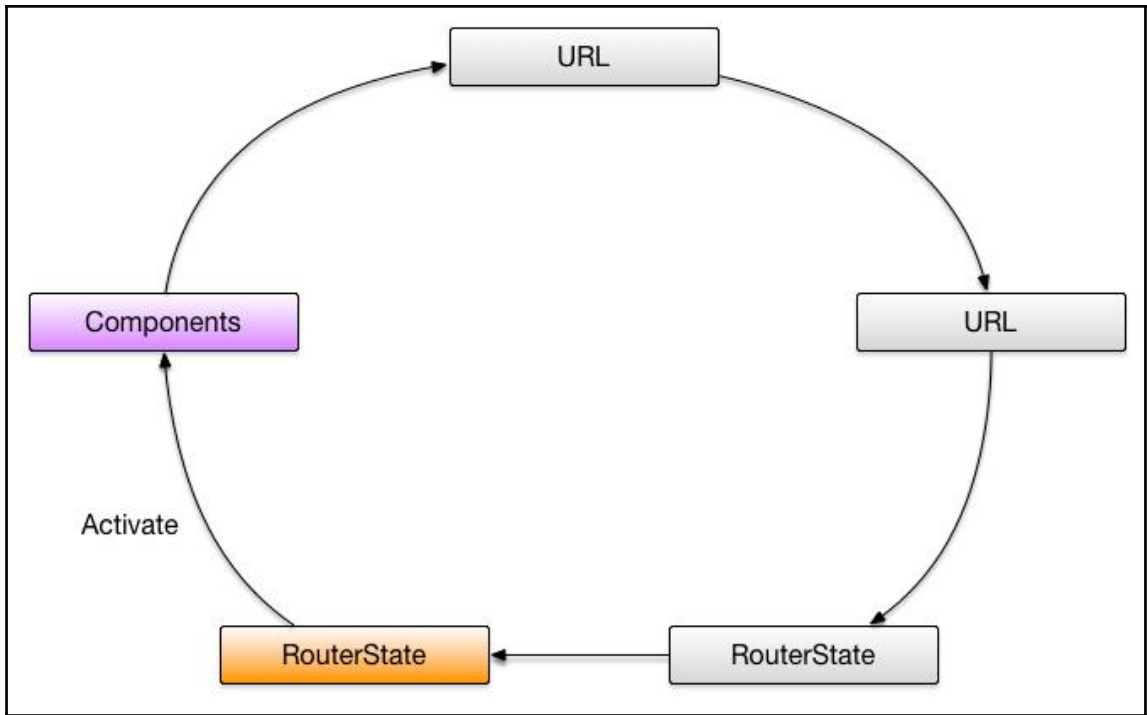 URL
Components
URL
Activate
RouterState
RouterState